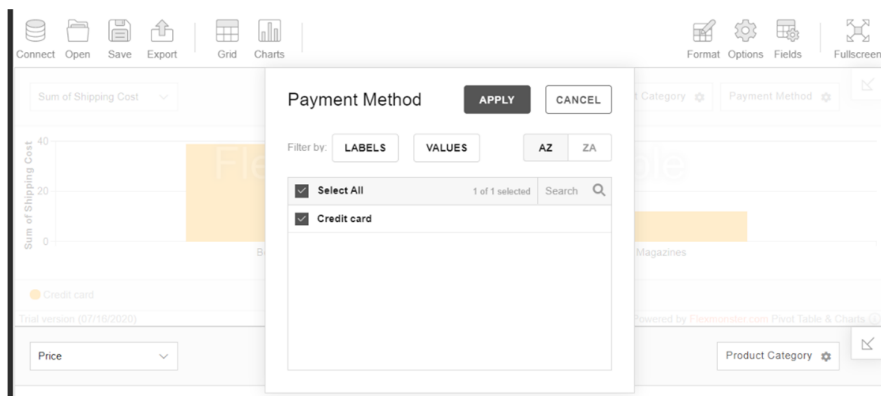 Connect Open Save Export Grid Charts Format Options Fields Fullscreen
Payment Method APPLY CANCEL
Sum of Shipping Cost
Category Payment Method
Filter by: LABELS VALUES AZ ZA
Select All 1 of 1 selected Search
Credit card
Sum of Shipping Cost
40
20
0
Magazines
Credit card
Trial version (07/16/2020)
Powered by Flexmonster.com Pivot Table & Charts
Price
Product Category